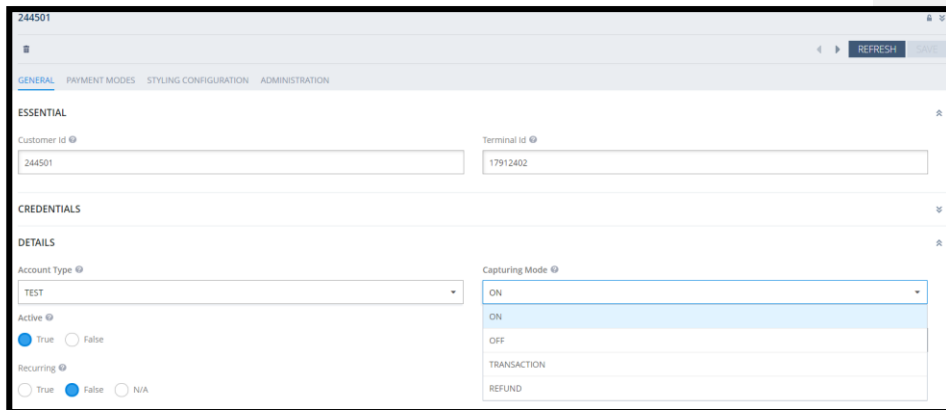 244501
REFRESH SAVE
GENERAL PAYMENT MODES STYLING CONFIGURATION ADMINISTRATION
ESSENTIAL
Customer Id Terminal Id
244501 17912402
CREDENTIALS
DETAILS
Account Type Capturing Mode
TEST ON
Active ON
True False OFF
TRANSACTION
Recurring
True False N/A REFUND